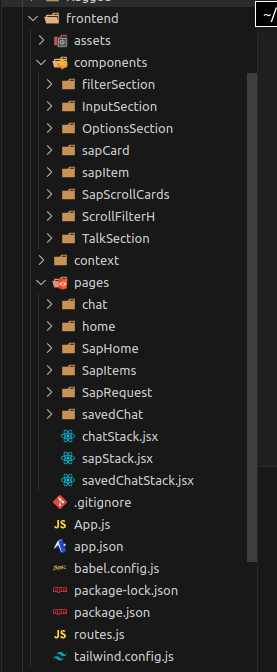 frontend
~/
assets
components
filterSection
InputSection
OptionsSection
sapCard
sapItem
SapScrollCards
ScrollFilterH
TalkSection
context
pages
chat
home
SapHome
SapItems
SapRequest
savedChat
chatStack.jsx
sapStack.jsx
savedChatStack.jsx
.gitignore
JS App.js
app.json
babel.config.js
package-lock.json
package.json
JS routes.js
tailwind.config.js